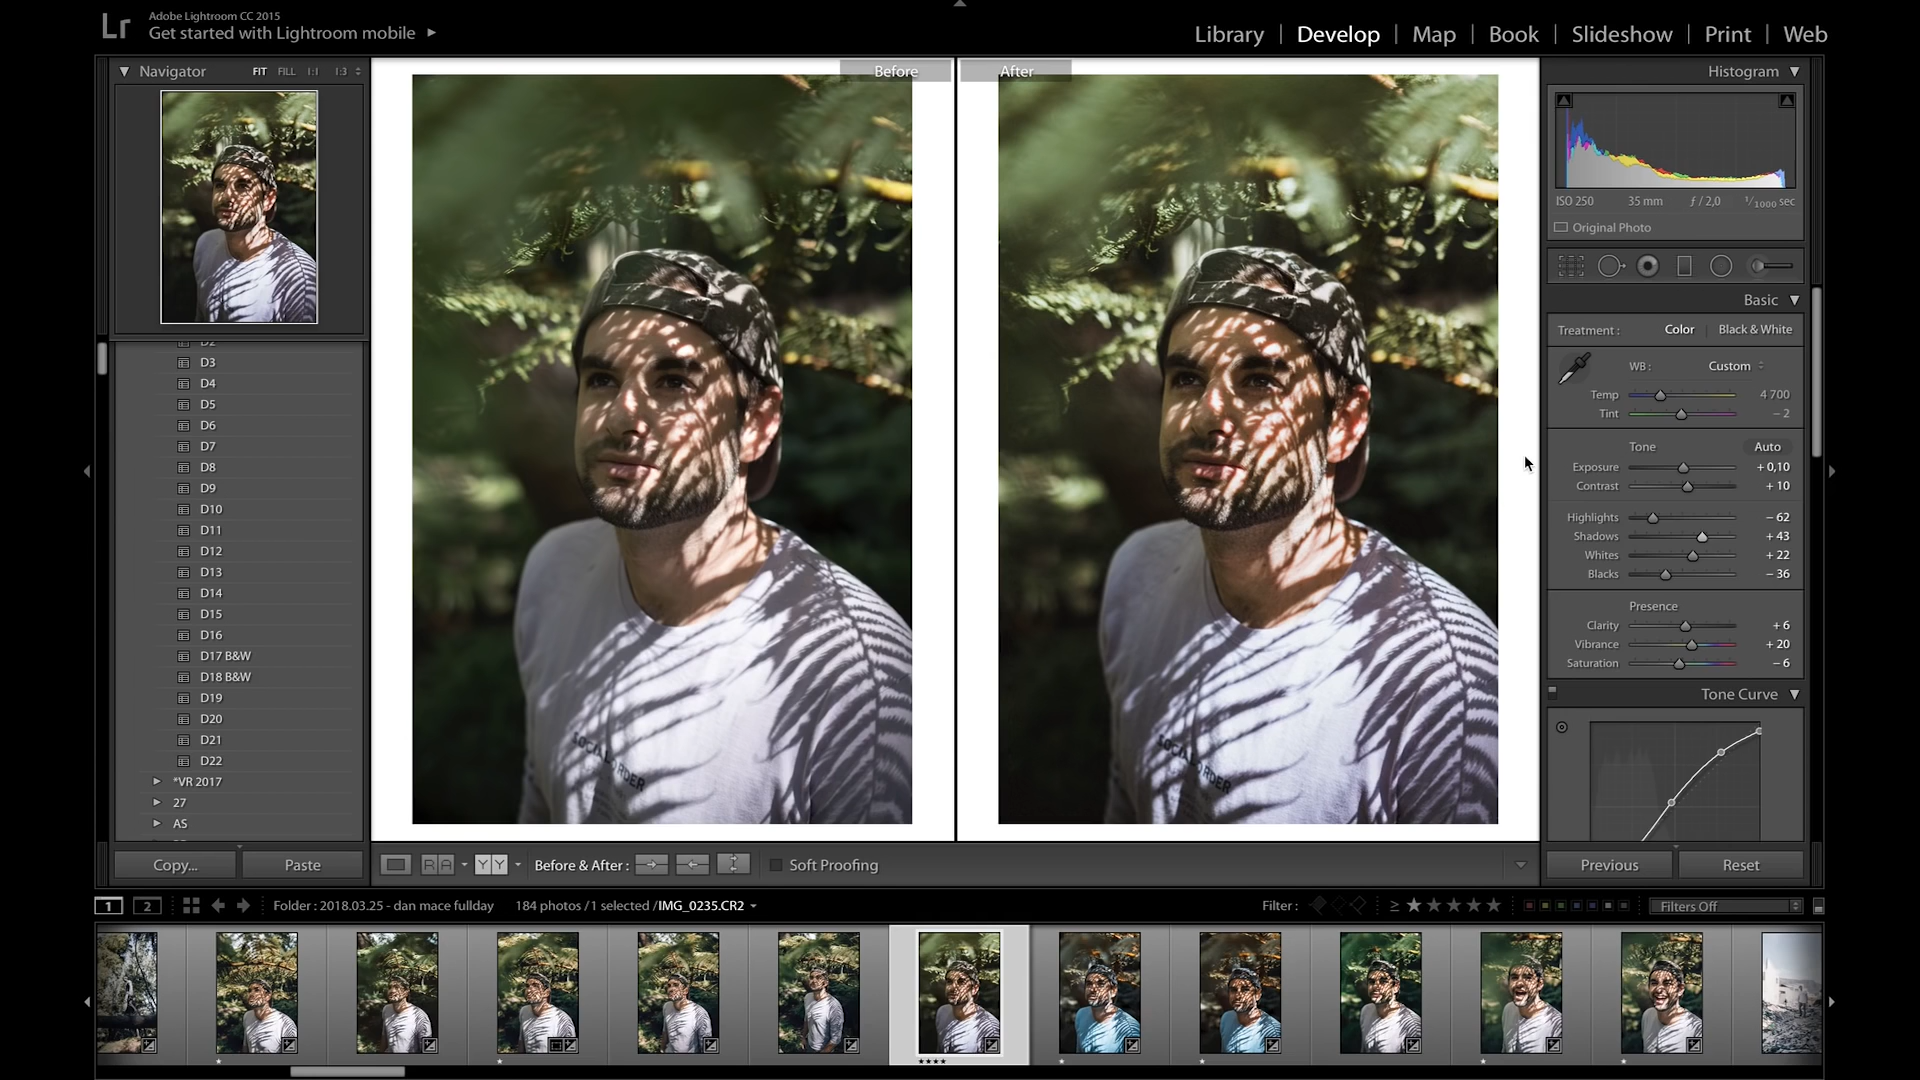 Lr
Adobe Lightroom CC 2015
Get started with Lightroom mobile
Library | Develop | Map | Book | Slideshow | Print | Web
Navigator FIT FILL 1:1 1:3
D2
D3
D4
D5
D6
D7
D8
D9
D10
D11
D12
D13
D14
D15
D16
D17 B&W
D18 B&W
D19
D20
D21
D22
*VR 2017
27
AS
Copy... Paste
Before
After
LOCAL ORDER
LOCAL ORDER
Histogram
ISO 250 35 mm ƒ / 2,0 1/1000 sec
Original Photo
Basic
Treatment : Color Black & White
WB : Custom
Temp 4 700
Tint – 2
Tone Auto
Exposure + 0,10
Contrast + 10
Highlights – 62
Shadows + 43
Whites + 22
Blacks – 36
Presence
Clarity + 6
Vibrance + 20
Saturation – 6
Tone Curve
Previous Reset
R A Y Y Before & After : Soft Proofing
1 2 Folder : 2018.03.25 - dan mace fullday 184 photos / 1 selected / IMG_0235.CR2 Filter : ≥ Filters Off